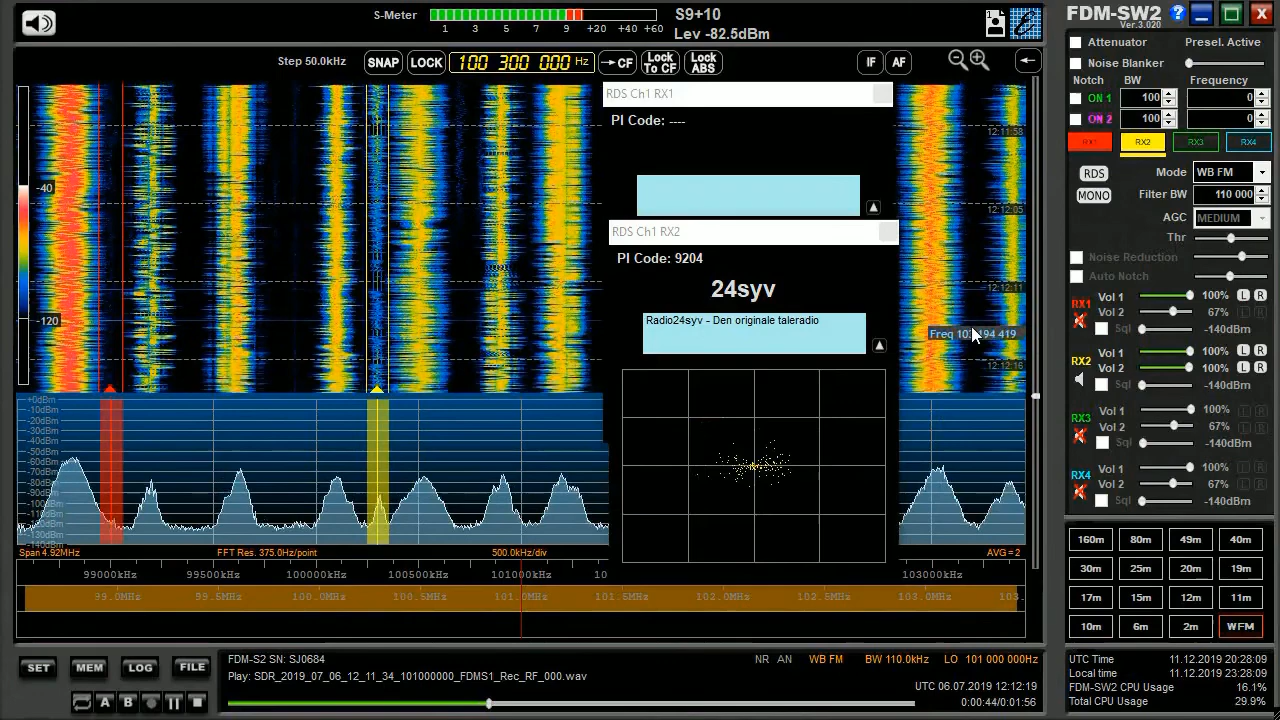 S-Meter
1 3 5 7 9 +20 +40 +60
S9+10
Lev -82.5dBm
FDM-SW2
Ver.3.020
Step 50.0kHz
SNAP
LOCK
100 300 000 Hz
→CF
Lock To CF
Lock ABS
IF
AF
Attenuator
Presel. Active
Noise Blanker
Notch BW Frequency
ON 1 100 0
ON 2 100 0
RX1 RX2 RX3 RX4
RDS
Mode WB FM
MONO
Filter BW 110 000
AGC MEDIUM
Thr
Noise Reduction
Auto Notch
RX1
Vol 1 100% L R
Vol 2 67%
Sql -140dBm
RX2
Vol 1 100% L R
Vol 2 100% L R
Sql -140dBm
RX3
Vol 1 100% L R
Vol 2 67% L R
Sql -140dBm
RX4
Vol 1 100% L R
Vol 2 67% L R
Sql -140dBm
160m 80m 49m 40m
30m 25m 20m 19m
17m 15m 12m 11m
10m 6m 2m WFM
UTC Time 11.12.2019 20:28:09
Local time 11.12.2019 23:28:09
FDM-SW2 CPU Usage 16.1%
Total CPU Usage 29.9%
RDS Ch1 RX1
PI Code: ----
RDS Ch1 RX2
PI Code: 9204
24syv
Radio24syv - Den originale taleradio
12:11:58
12:12:05
12:12:11
12:12:16
-40
-120
+0dBm
-10dBm
-20dBm
-30dBm
-40dBm
-50dBm
-60dBm
-70dBm
-80dBm
-90dBm
-100dBm
-110dBm
-120dBm
-130dBm
-140dBm
Span 4.92MHz
FFT Res. 375.0Hz/point
500.0kHz/div
AVG=2
99000kHz 99500kHz 100000kHz 100500kHz 101000kHz 10 103000kHz
99.0MHz 99.5MHz 100.0MHz 100.5MHz 101.0MHz 101.5MHz 102.0MHz 102.5MHz 103.0MHz 103.
SET
MEM
LOG
FILE
A
B
FDM-S2 SN: SJ0684
NR AN WB FM BW 110.0kHz LO 101 000 000Hz
Play: SDR_2019_07_06_12_11_34_101000000_FDMS1_Rec_RF_000.wav
UTC 06.07.2019 12:12:19
0:00:44/0:01:56